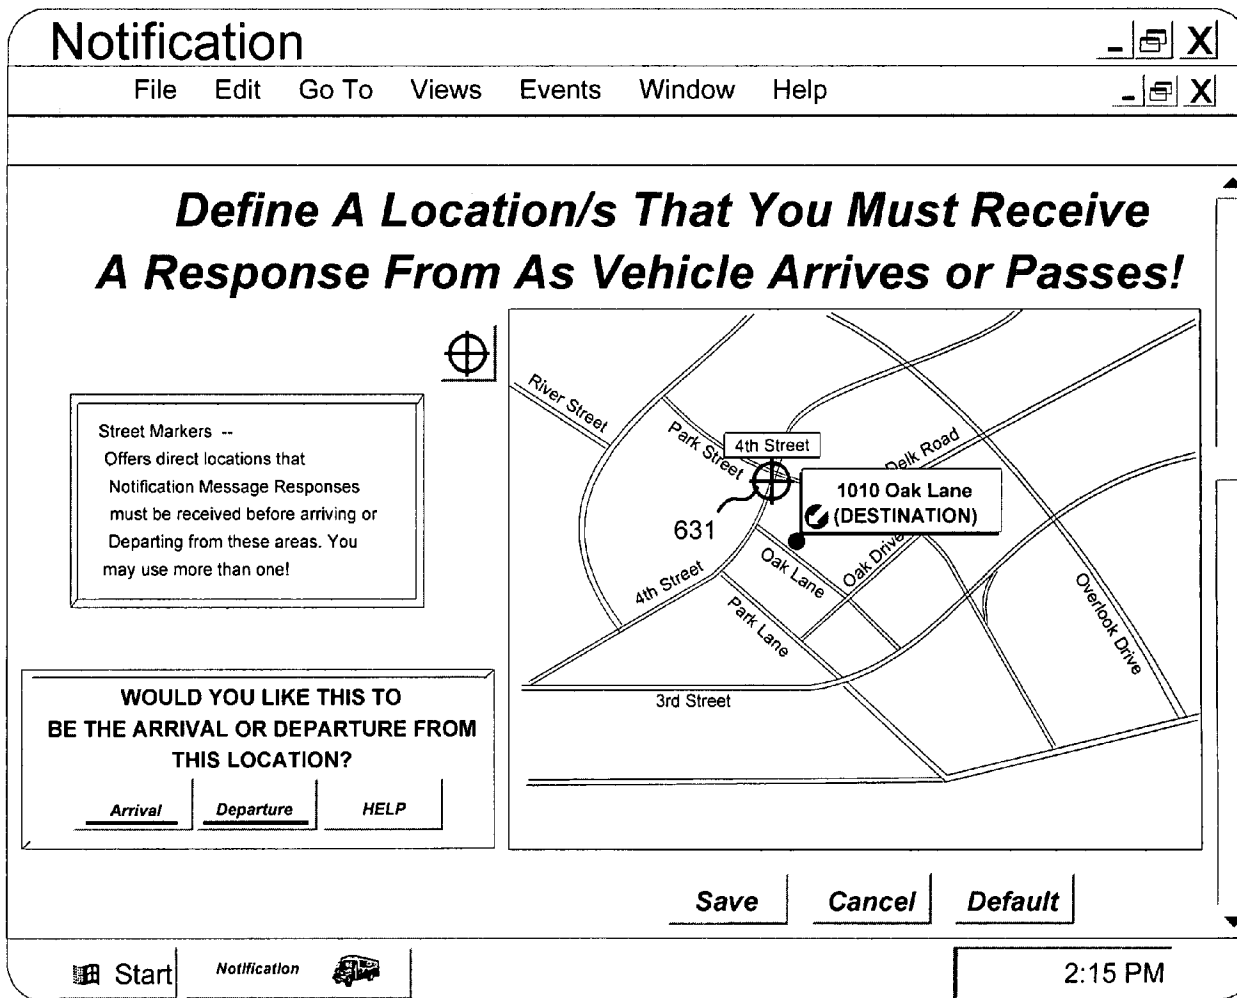 Notification
File Edit Go To Views Events Window Help
Define A Location/s That You Must Receive
A Response From As Vehicle Arrives or Passes!
Street Markers --
Offers direct locations that
Notification Message Responses
must be received before arriving or
Departing from these areas. You
may use more than one!
WOULD YOU LIKE THIS TO
BE THE ARRIVAL OR DEPARTURE FROM
THIS LOCATION?
Arrival Departure HELP
River Street
Park Street
4th Street
Delk Road
1010 Oak Lane
(DESTINATION)
631
Oak Lane
Oak Drive
4th Street
Park Lane
Overlook Drive
3rd Street
Save Cancel Default
Start Notification 2:15 PM